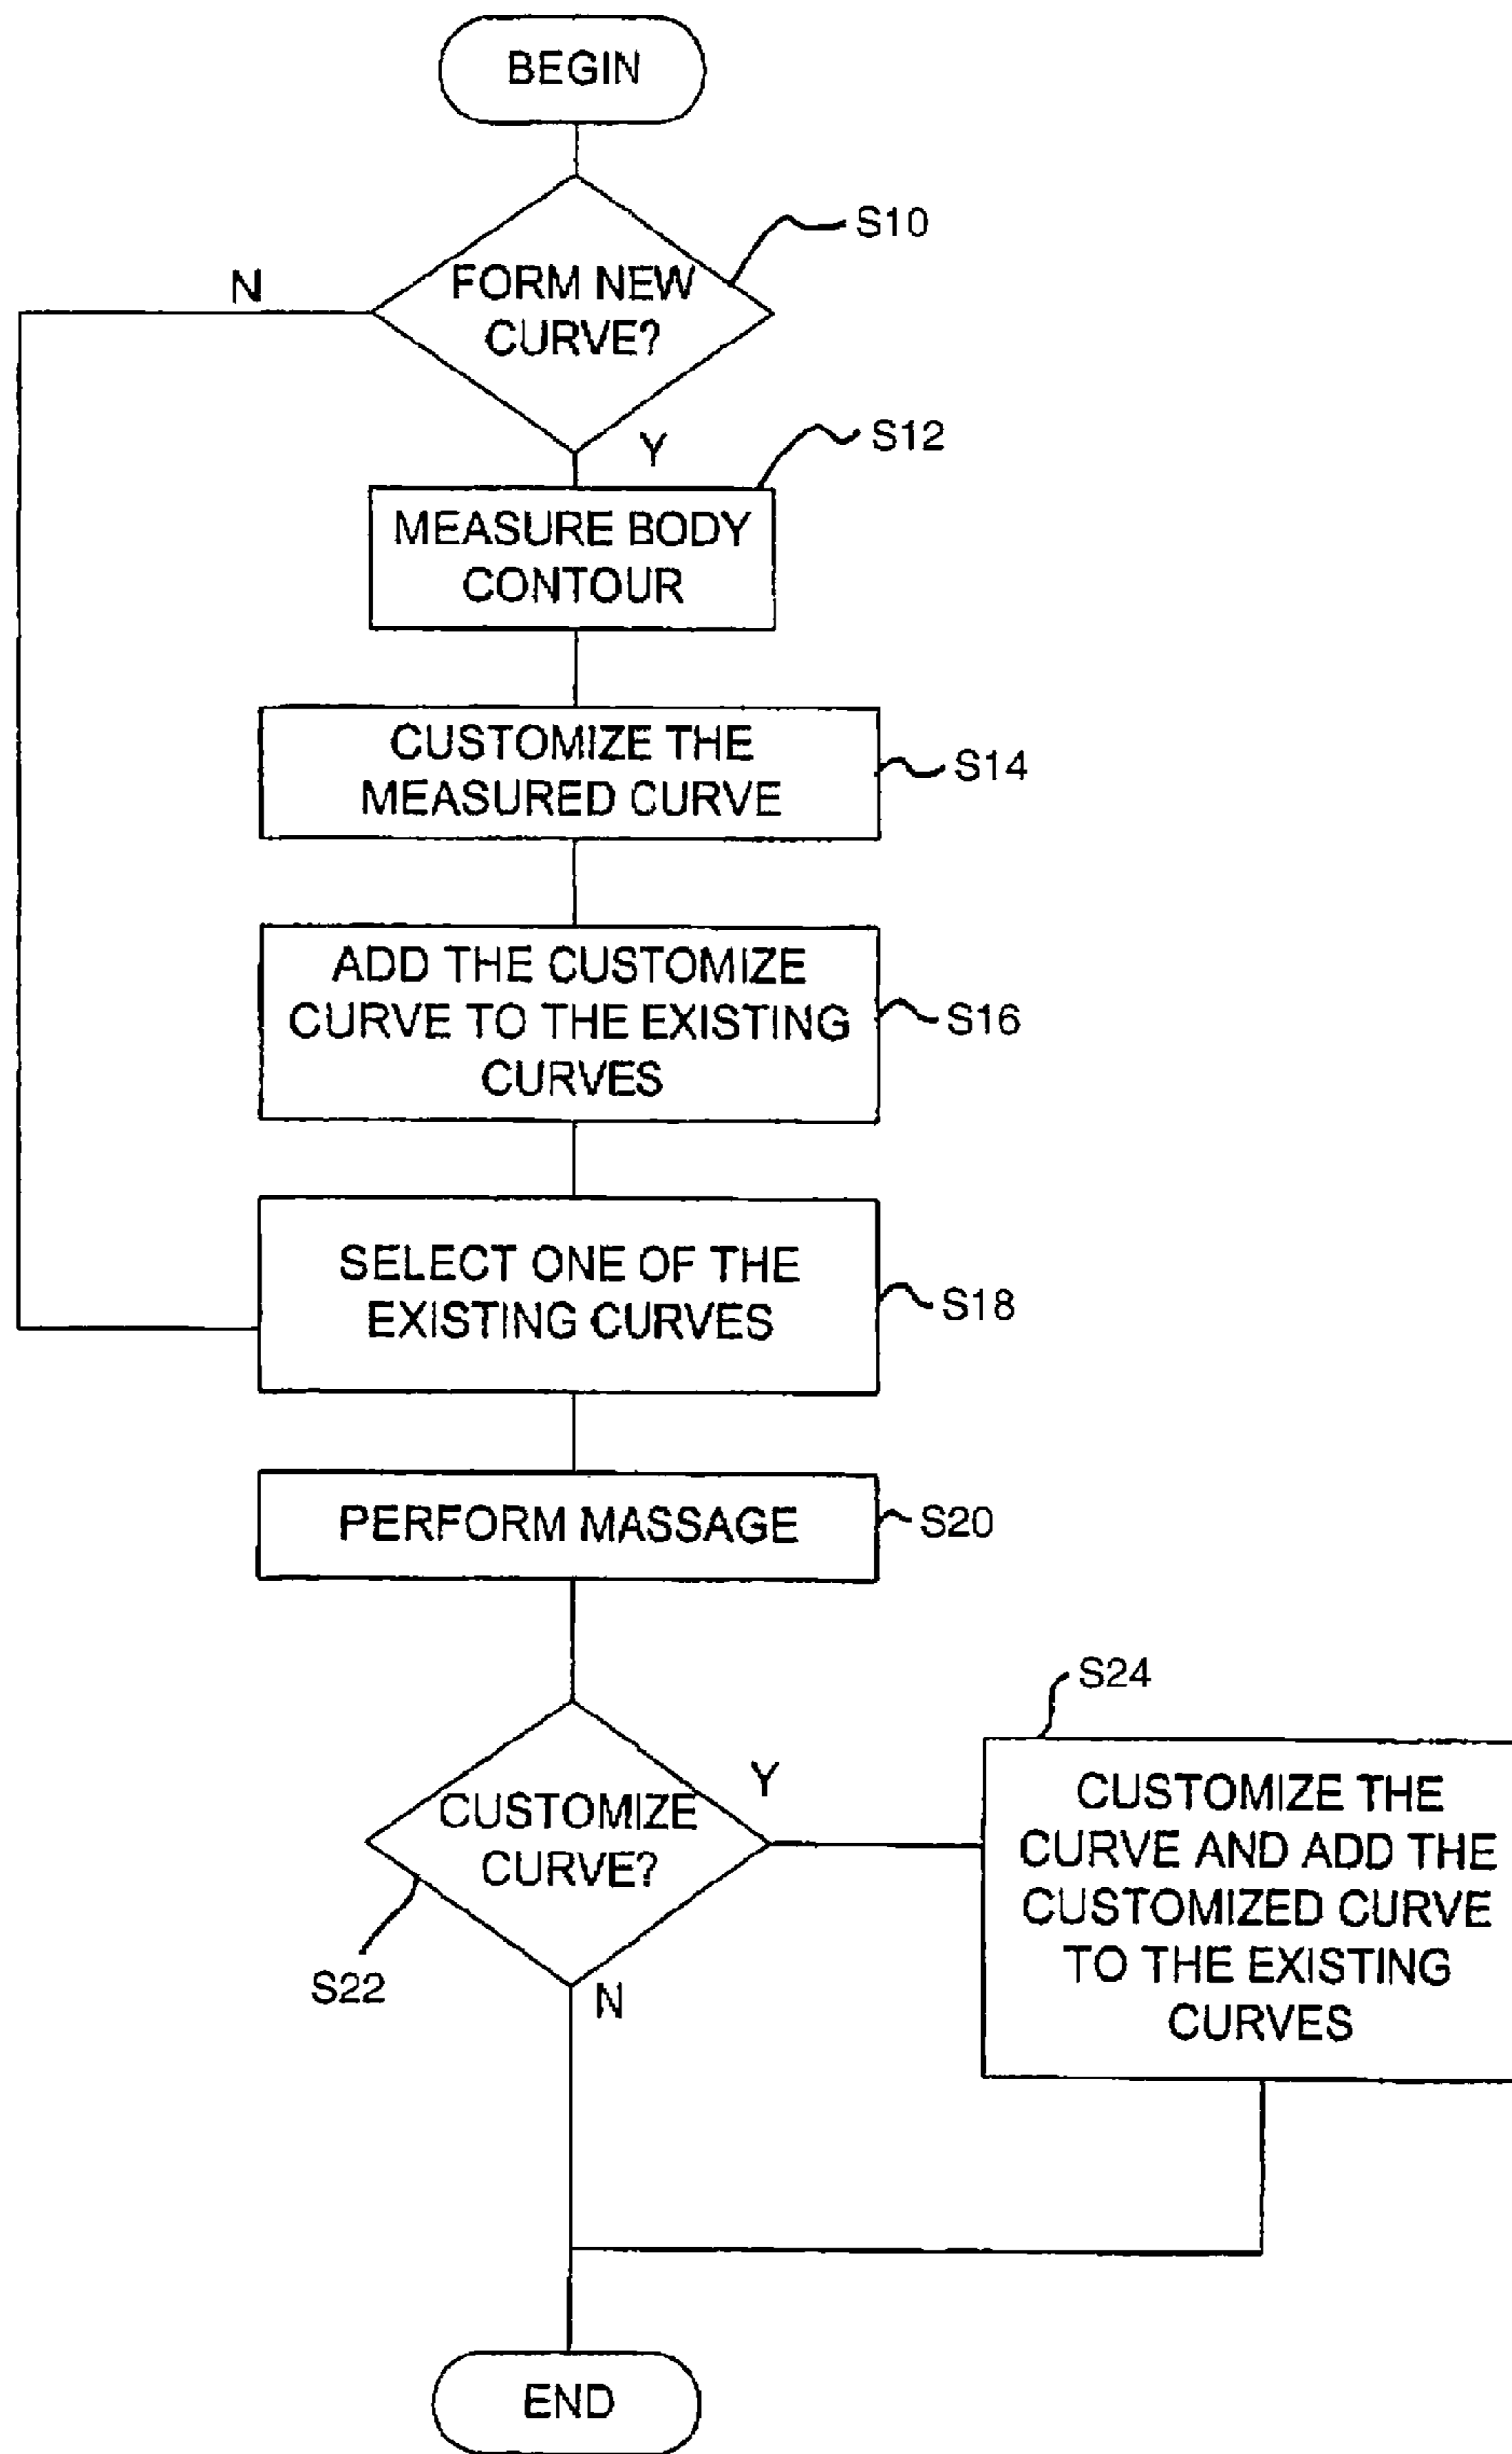 BEGIN
S10
FORM NEW
CURVE?
N
Y
S12
MEASURE BODY
CONTOUR
CUSTOMIZE THE
MEASURED CURVE
S14
ADD THE CUSTOMIZE
CURVE TO THE EXISTING
CURVES
S16
SELECT ONE OF THE
EXISTING CURVES
S18
PERFORM MASSAGE
S20
CUSTOMIZE
CURVE?
S22
Y
N
S24
CUSTOMIZE THE
CURVE AND ADD THE
CUSTOMIZED CURVE
TO THE EXISTING
CURVES
END